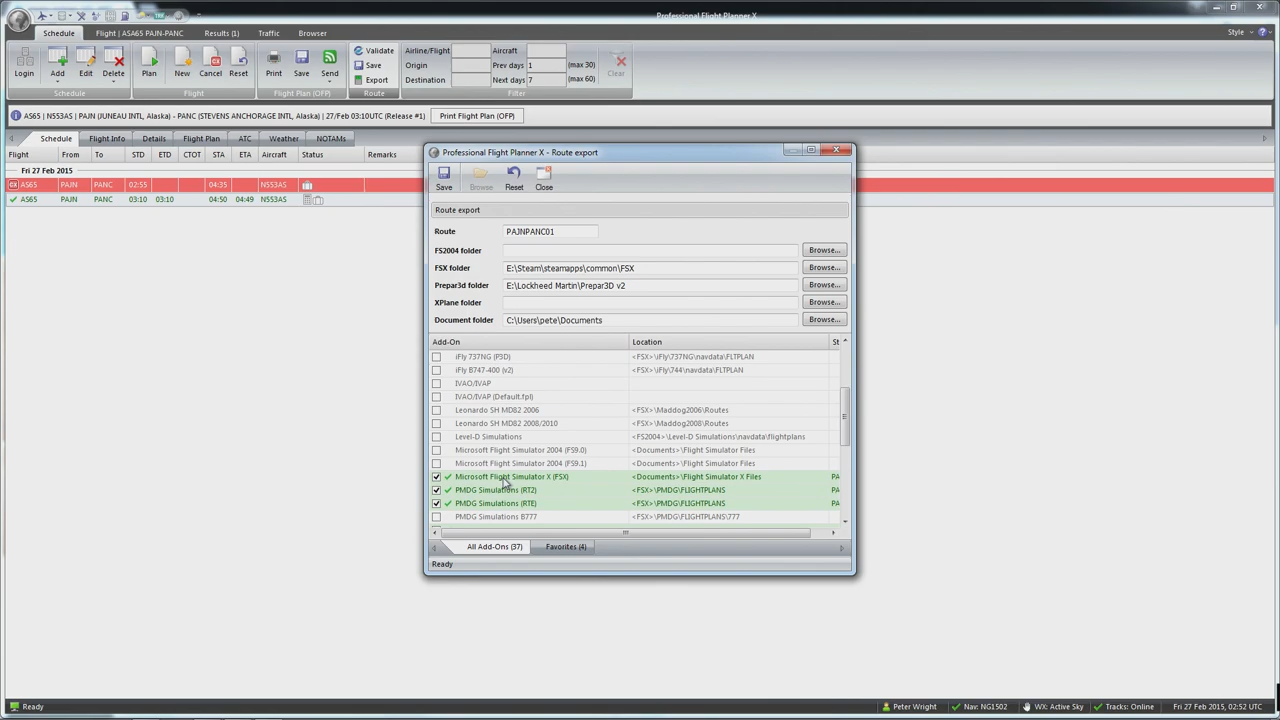 Professional Flight Planner X
Schedule Flight | ASA65 PAJN-PANC Results (1) Traffic Browser Style
Login Add Edit Delete Plan New Cancel Reset Print Save Send
Validate
Save
Export
Airline/Flight Aircraft
Origin Prev days 1 (max 30)
Destination Next days 7 (max 60)
Clear
Schedule Flight Flight Plan (OFP) Route Filter
AS65 | N553AS | PAJN (JUNEAU INTL, Alaska) - PANC (STEVENS ANCHORAGE INTL, Alaska) | 27/Feb 03:10UTC (Release #1) Print Flight Plan (OFP)
Schedule Flight Info Details Flight Plan ATC Weather NOTAMs
Flight From To STD ETD CTOT STA ETA Aircraft Status Remarks
Fri 27 Feb 2015
CX AS65 PAJN PANC 02:55 04:35 N553AS
AS65 PAJN PANC 03:10 03:10 04:50 04:49 N553AS
Professional Flight Planner X - Route export
Save Browse Reset Close
Route export
Route PAJNPANC01
FS2004 folder Browse...
FSX folder E:\Steam\steamapps\common\FSX Browse...
Prepar3d folder E:\Lockheed Martin\Prepar3D v2 Browse...
XPlane folder Browse...
Document folder C:\Users\pete\Documents Browse...
Add-On Location St
iFly 737NG (P3D) <FSX>\iFly\737NG\navdata\FLTPLAN
iFly B747-400 (v2) <FSX>\iFly\744\navdata\FLTPLAN
IVAO/IVAP
IVAO/IVAP (Default.fpl)
Leonardo SH MD82 2006 <FSX>\Maddog2006\Routes
Leonardo SH MD82 2008/2010 <FSX>\Maddog2008\Routes
Level-D Simulations <FS2004>\Level-D Simulations\navdata\flightplans
Microsoft Flight Simulator 2004 (FS9.0) <Documents>\Flight Simulator Files
Microsoft Flight Simulator 2004 (FS9.1) <Documents>\Flight Simulator Files
Microsoft Flight Simulator X (FSX) <Documents>\Flight Simulator X Files PA
PMDG Simulations (RT2) <FSX>\PMDG\FLIGHTPLANS PA
PMDG Simulations (RTE) <FSX>\PMDG\FLIGHTPLANS PA
PMDG Simulations B777 <FSX>\PMDG\FLIGHTPLANS\777
All Add-Ons (37) Favorites (4)
Ready
Ready Peter Wright Nav: NG1502 WX: Active Sky Tracks: Online Fri 27 Feb 2015, 02:52 UTC